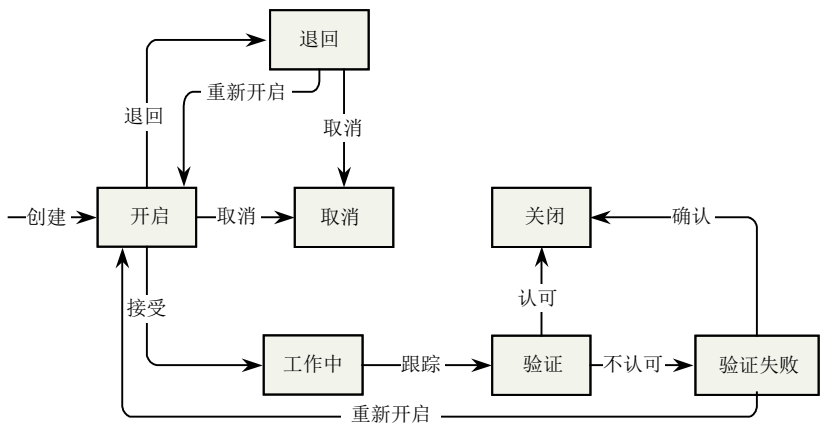 退回
重新开启
退回
取消
创建
开启
取消
取消
关闭
确认
认可
接受
工作中
跟踪
验证
不认可
验证失败
重新开启